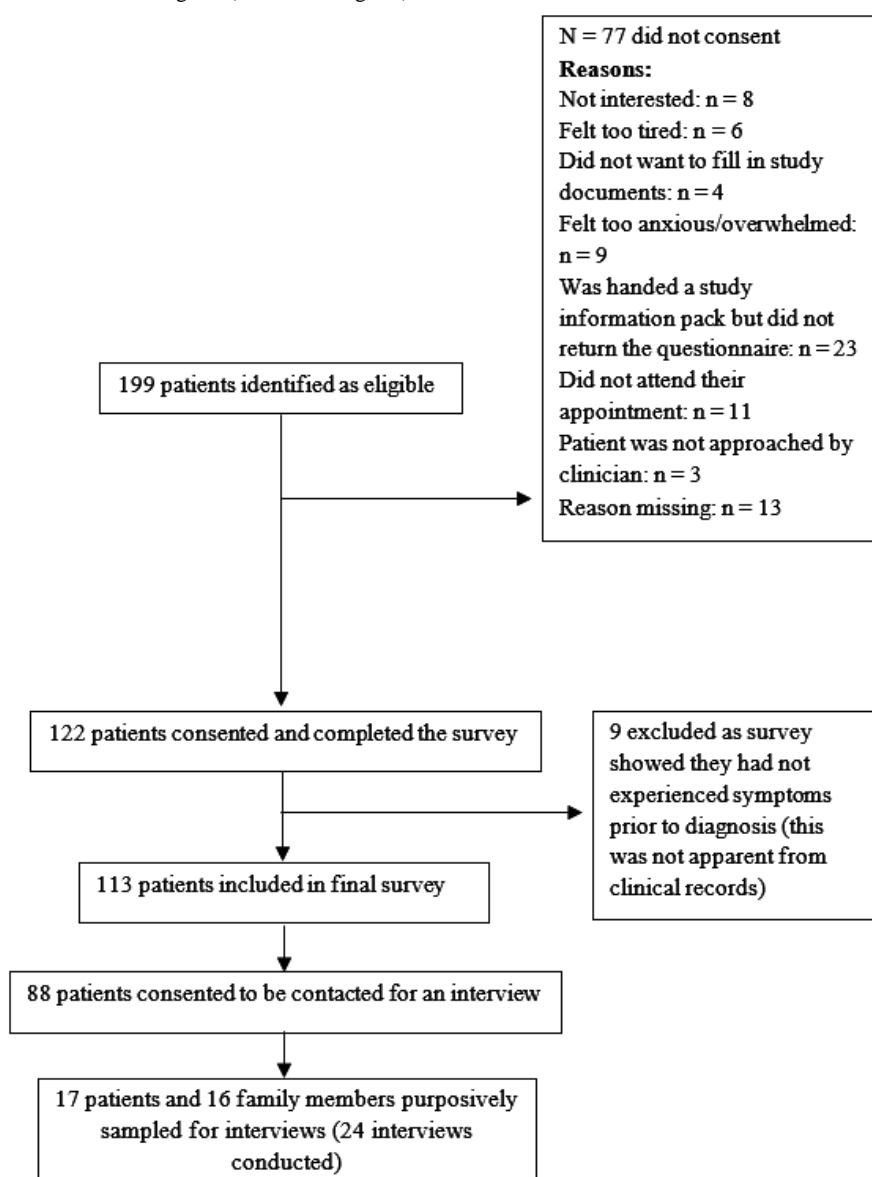 N = 77 did not consent
Reasons:
Not interested: n = 8
Felt too tired: n = 6
Did not want to fill in study
documents: n = 4
Felt too anxious/overwhelmed:
n = 9
Was handed a study
information pack but did not
return the questionnaire: n = 23
Did not attend their
appointment: n = 11
Patient was not approached by
clinician: n = 3
Reason missing: n = 13
199 patients identified as eligible
122 patients consented and completed the survey
9 excluded as survey
showed they had not
experienced symptoms
prior to diagnosis (this
was not apparent from
clinical records)
113 patients included in final survey
88 patients consented to be contacted for an interview
17 patients and 16 family members purposively
sampled for interviews (24 interviews
conducted)